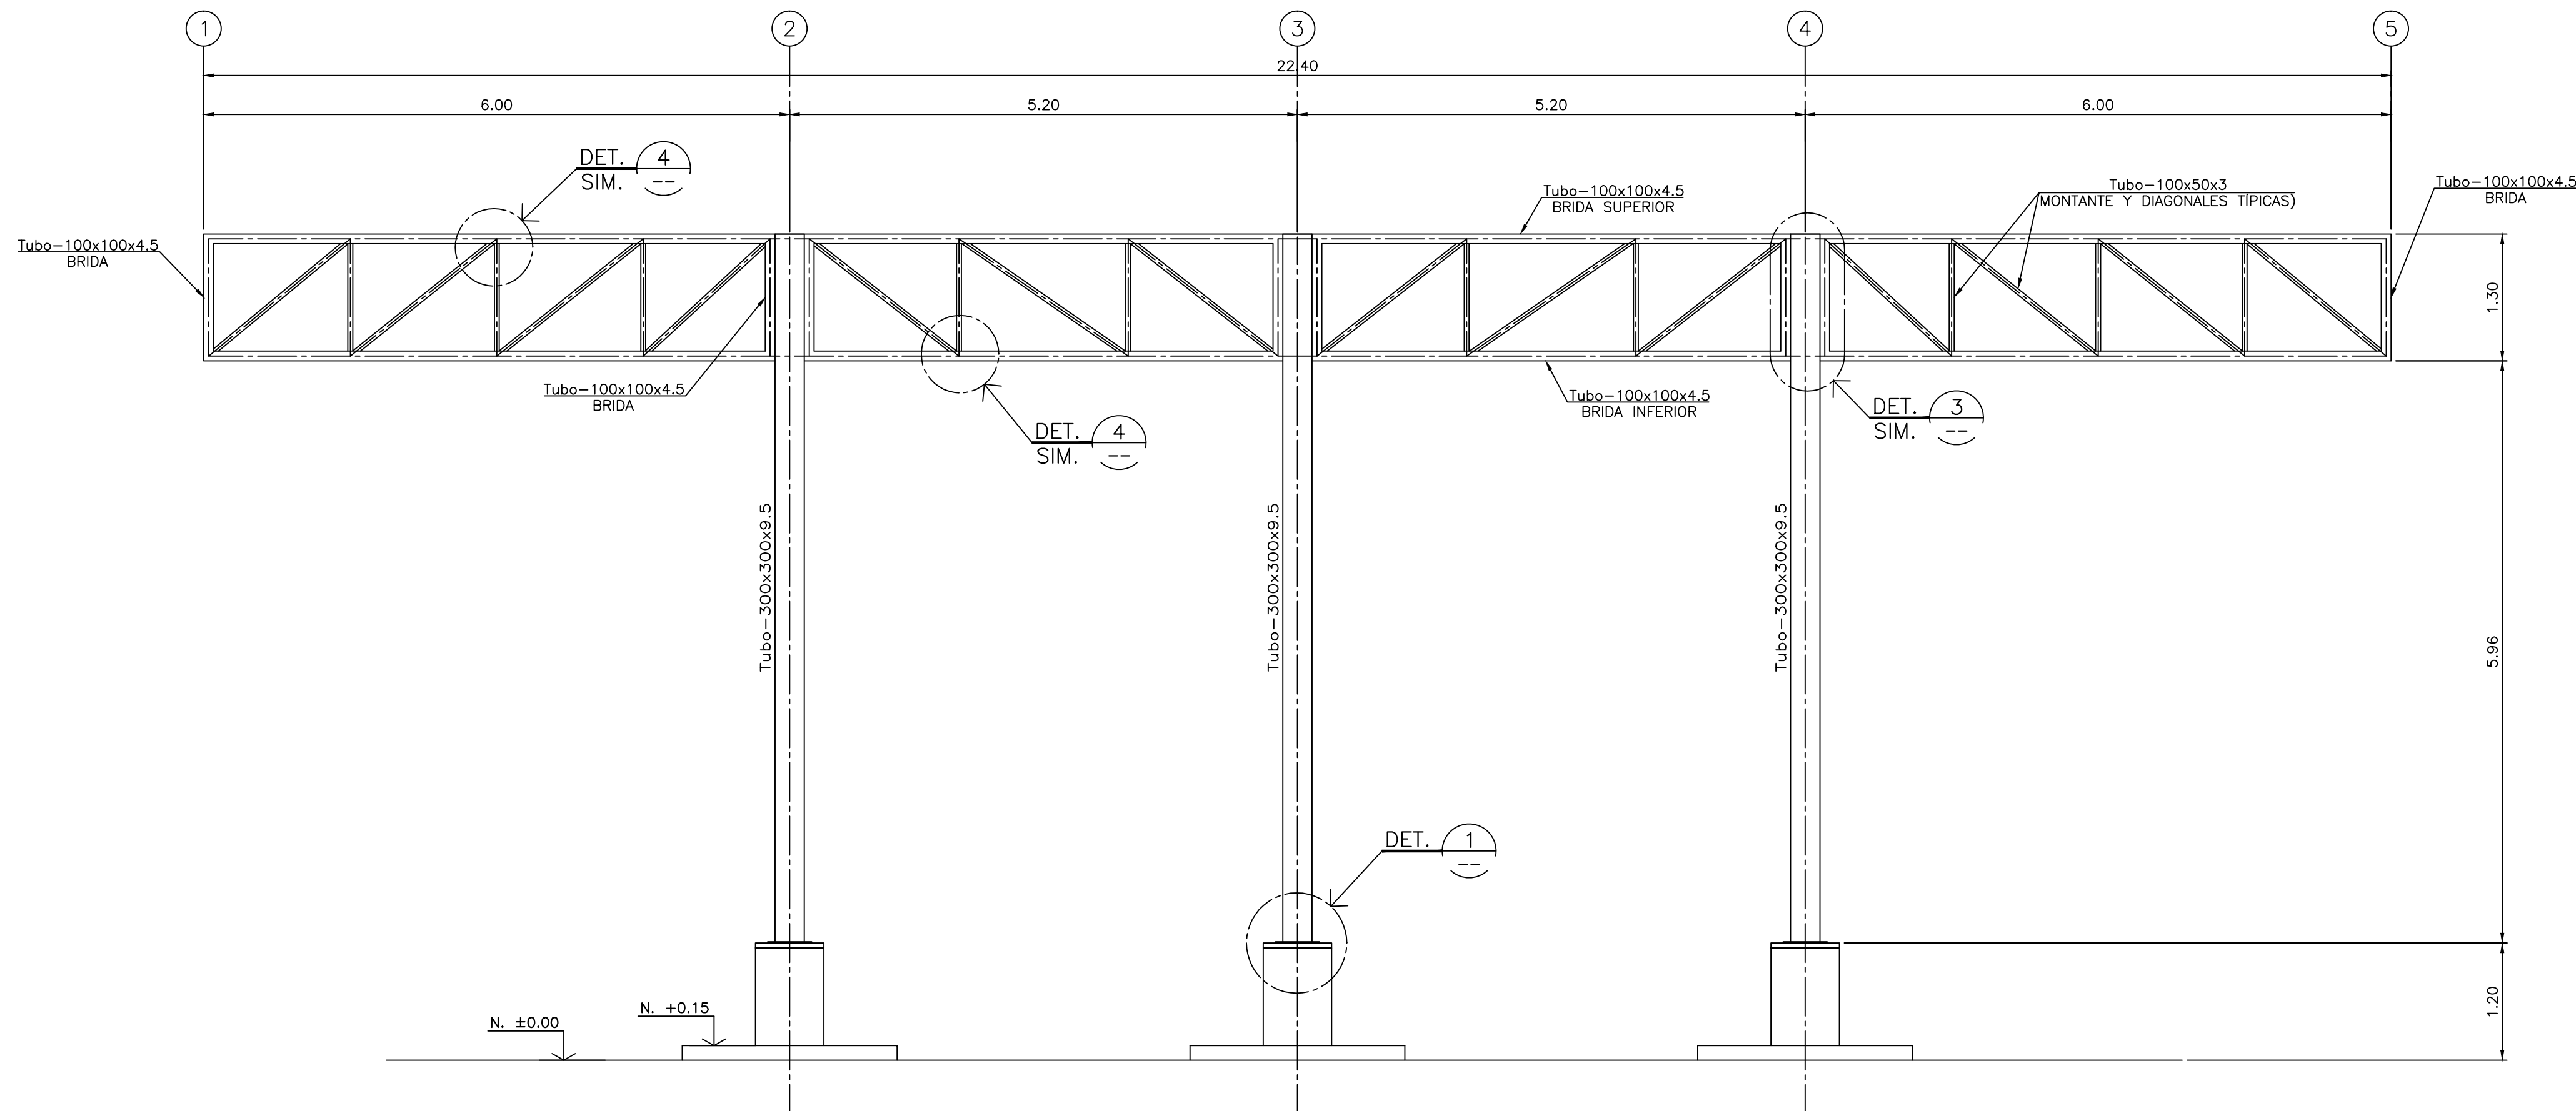 1
2
3
4
5
22.40
6.00
5.20
5.20
6.00
DET. 4
SIM. --
Tubo-100x100x4.5
BRIDA SUPERIOR
Tubo-100x50x3
MONTANTE Y DIAGONALES TÍPICAS)
Tubo-100x100x4.5
BRIDA
Tubo-100x100x4.5
BRIDA
1.30
Tubo-100x100x4.5
BRIDA
Tubo-100x100x4.5
BRIDA INFERIOR
DET. 4
SIM. --
DET. 3
SIM. --
Tubo-300x300x9.5
Tubo-300x300x9.5
Tubo-300x300x9.5
5.96
DET. 1
--
N. +0.15
N. ±0.00
1.20